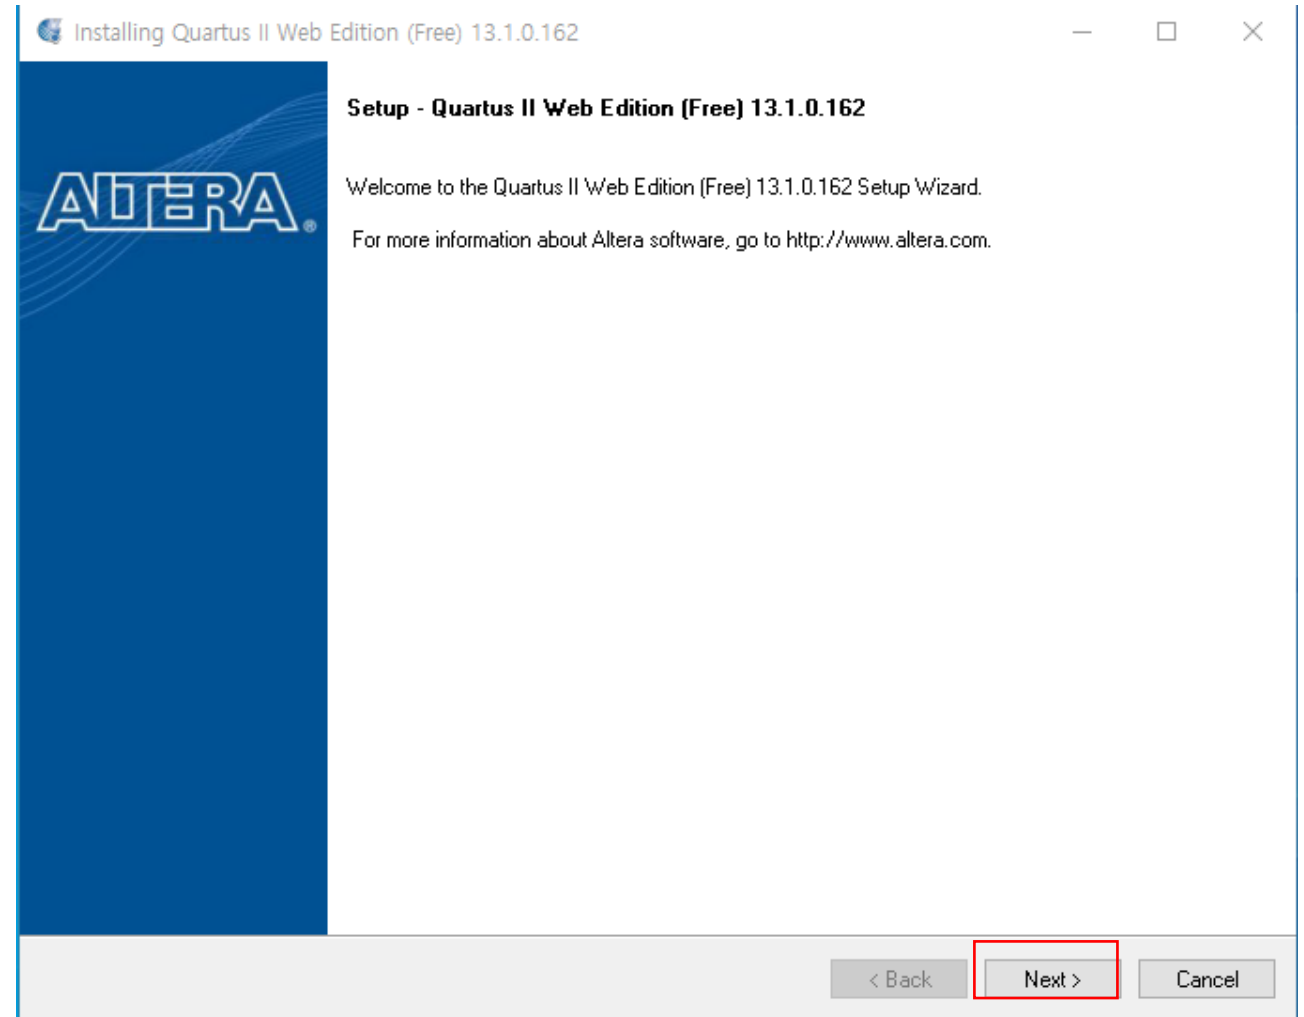 Installing Quartus II Web Edition (Free) 13.1.0.162
Setup - Quartus II Web Edition (Free) 13.1.0.162
ALTERA®
Welcome to the Quartus II Web Edition (Free) 13.1.0.162 Setup Wizard.
For more information about Altera software, go to http://www.altera.com.
< Back Next > Cancel